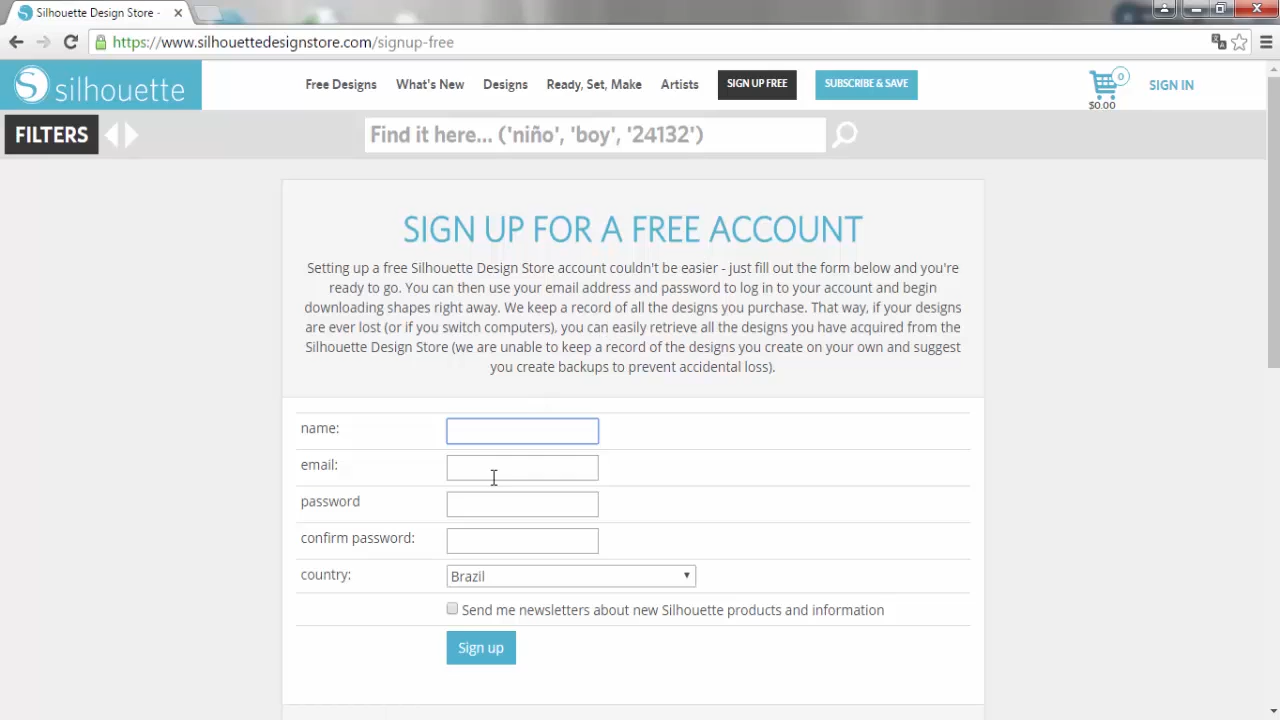 Silhouette Design Store -
https://www.silhouettedesignstore.com/signup-free
silhouette
Free Designs What's New Designs Ready, Set, Make Artists SIGN UP FREE SUBSCRIBE & SAVE 0 SIGN IN
$0.00
FILTERS Find it here... ('niño', 'boy', '24132')
SIGN UP FOR A FREE ACCOUNT
Setting up a free Silhouette Design Store account couldn't be easier - just fill out the form below and you're
ready to go. You can then use your email address and password to log in to your account and begin
downloading shapes right away. We keep a record of all the designs you purchase. That way, if your designs
are ever lost (or if you switch computers), you can easily retrieve all the designs you have acquired from the
Silhouette Design Store (we are unable to keep a record of the designs you create on your own and suggest
you create backups to prevent accidental loss).
name:
email:
password
confirm password:
country: Brazil
Send me newsletters about new Silhouette products and information
Sign up